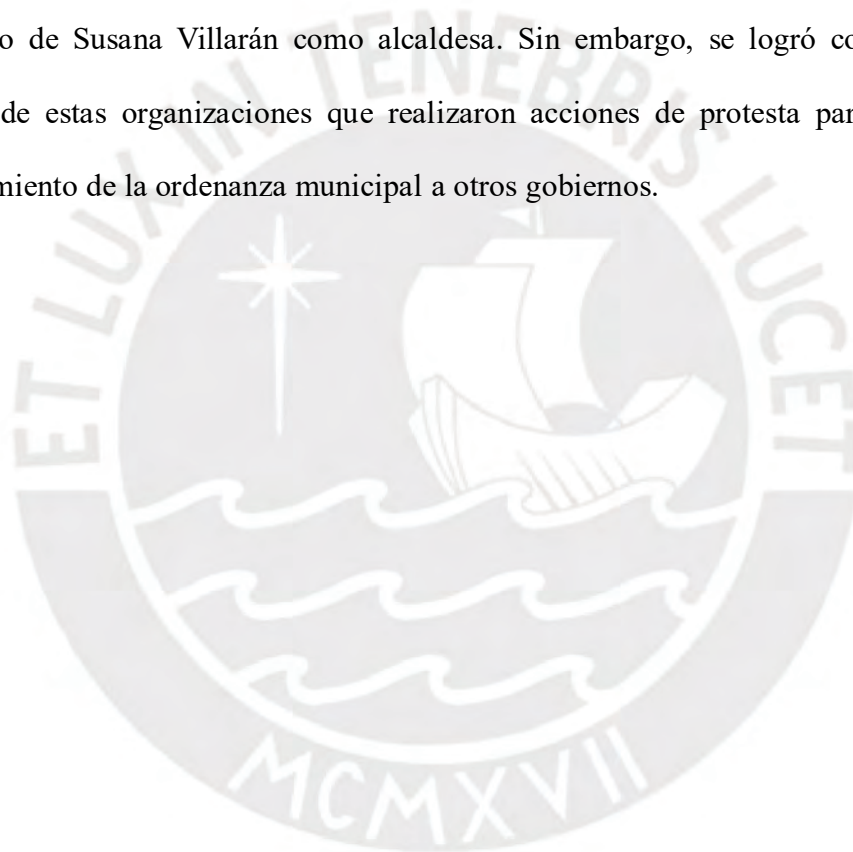 o de Susana Villarán como alcaldesa. Sin embargo, se logró co
de estas organizaciones que realizaron acciones de protesta par
miento de la ordenanza municipal a otros gobiernos.
ET LUX IN TENEBRIS LUCET
MCMXVII